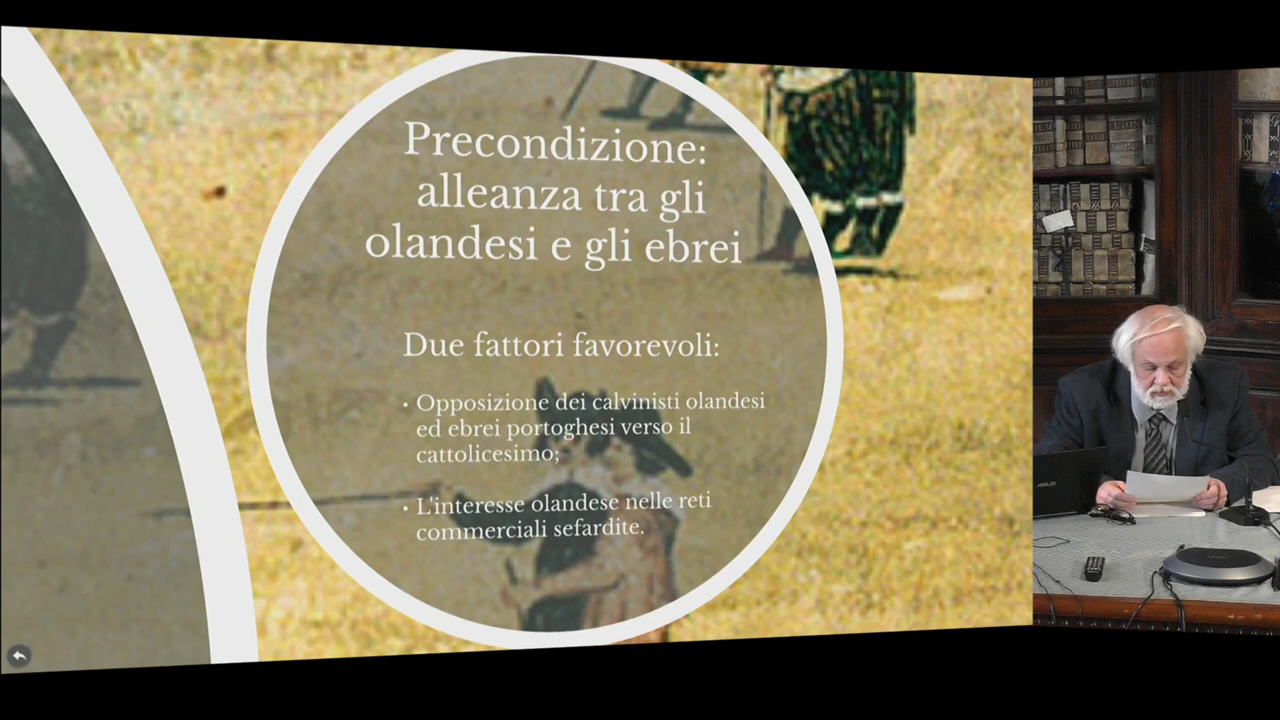 Precondizione:
alleanza tra gli
olandesi e gli ebrei
Due fattori favorevoli:
• Opposizione dei calvinisti olandesi
ed ebrei portoghesi verso il
cattolicesimo;
• L'interesse olandese nelle reti
commerciali sefardite.
ASUS